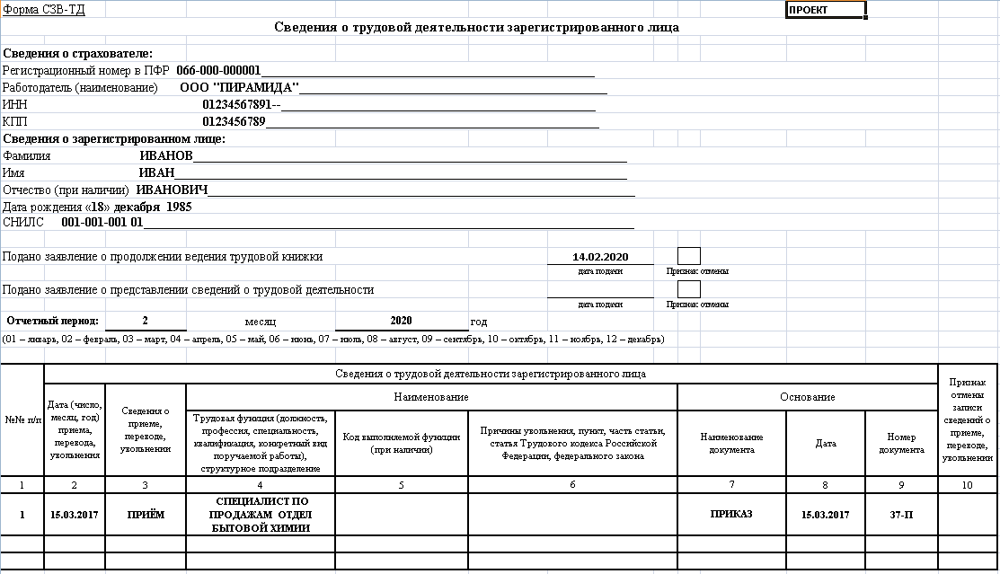 Форма СЗВ-ТД
ПРОЕКТ
Сведения о трудовой деятельности зарегистрированного лица
Сведения о страхователе:
Регистрационный номер в ПФР 066-000-000001
Работодатель (наименование) ООО "ПИРАМИДА"
ИНН 01234567891--
КПП 0123456789
Сведения о зарегистрированном лице:
Фамилия ИВАНОВ
Имя ИВАН
Отчество (при наличии) ИВАНОВИЧ
Дата рождения «18» декабря 1985
СНИЛС 001-001-001 01
Подано заявление о продолжении ведения трудовой книжки 14.02.2020
дата подачи Признак отмены
Подано заявление о представлении сведений о трудовой деятельности
дата подачи Признак отмены
Отчетный период: 2 месяц 2020 год
(01 – январь, 02 – февраль, 03 – март, 04 – апрель, 05 – май, 06 – июнь, 07 – июль, 08 – август, 09 – сентябрь, 10 – октябрь, 11 – ноябрь, 12 – декабрь)
№№ п/п
Сведения о трудовой деятельности зарегистрированного лица
Дата (число,
месяц, год)
приема,
перевода,
увольнения
Сведения о
приеме,
переводе,
увольнении
Наименование
Трудовая функция (должность,
профессия, специальность,
квалификация, конкретный вид
поручаемой работы),
структурное подразделение
Код выполняемой функции
(при наличии)
Причины увольнения, пункт, часть статьи,
статья Трудового кодекса Российской
Федерации, федерального закона
Основание
Наименование
документа
Дата
Номер
документа
Признак
отмены
записи
сведений о
приеме,
переводе,
увольнении
1 2 3 4 5 6 7 8 9 10
1 15.03.2017 ПРИЁМ
СПЕЦИАЛИСТ ПО
ПРОДАЖАМ ОТДЕЛ
БЫТОВОЙ ХИМИИ
ПРИКАЗ 15.03.2017 37-П